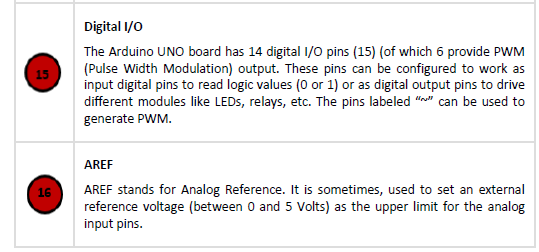 Digital I/O
15
The Arduino UNO board has 14 digital I/O pins (15) (of which 6 provide PWM
(Pulse Width Modulation) output. These pins can be configured to work as
input digital pins to read logic values (0 or 1) or as digital output pins to drive
different modules like LEDs, relays, etc. The pins labeled “~” can be used to
generate PWM.
AREF
16
AREF stands for Analog Reference. It is sometimes, used to set an external
reference voltage (between 0 and 5 Volts) as the upper limit for the analog
input pins.